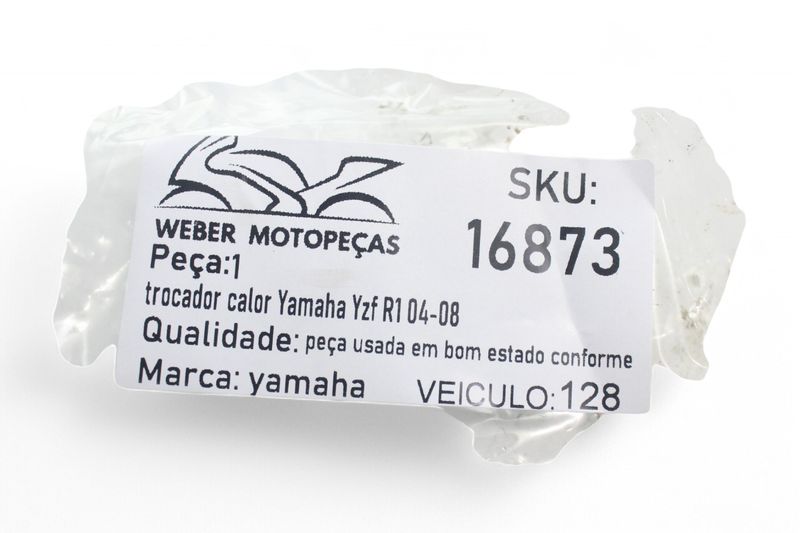 WEBER MOTOPEÇAS
SKU:
16873
Peça:1
trocador calor Yamaha Yzf R1 04-08
Qualidade: peça usada em bom estado conforme
Marca: yamaha
VEICULO:128